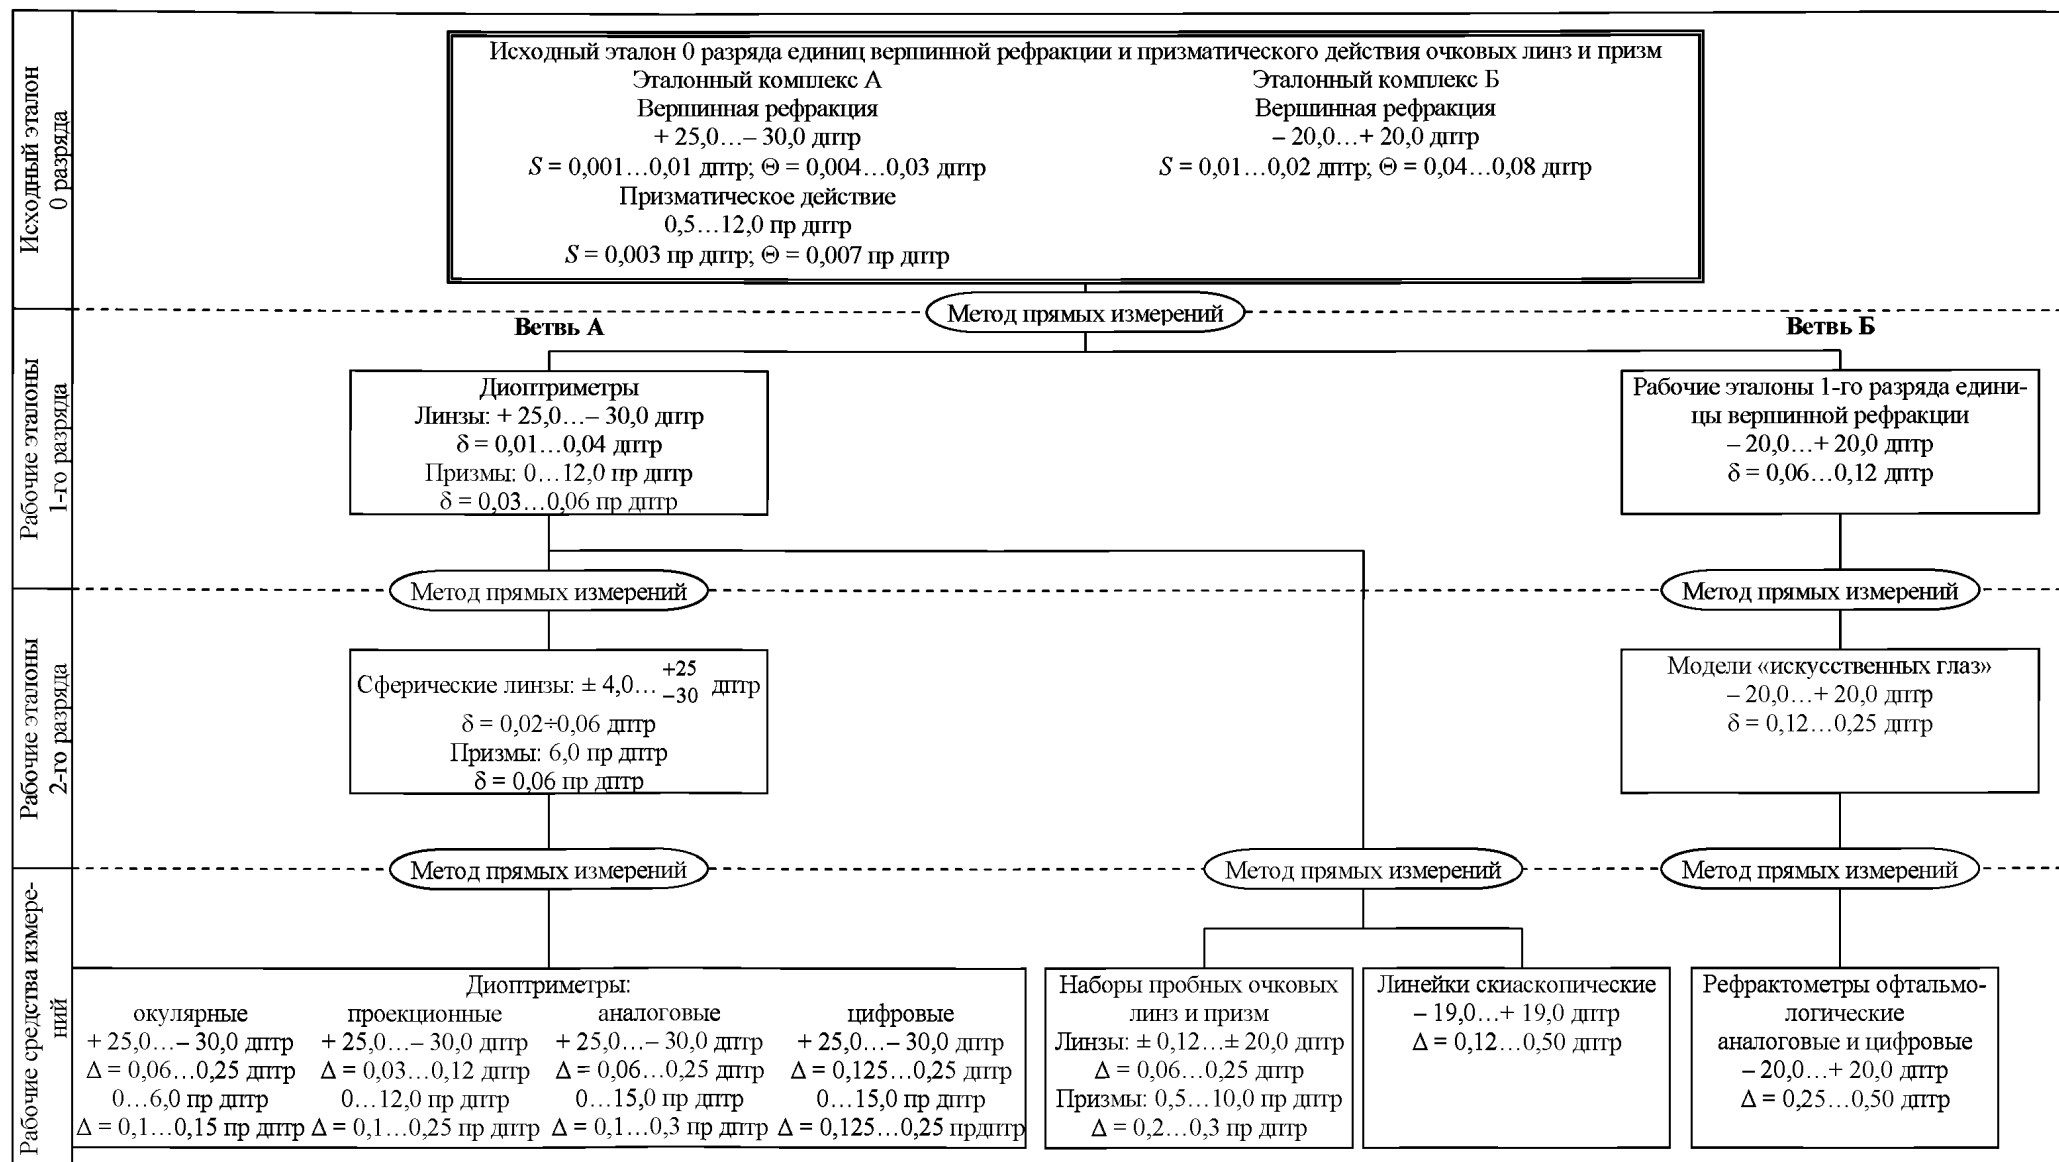 Исходный эталон
0 разряда
Исходный эталон 0 разряда единиц вершинной рефракции и призматического действия очковых линз и призм
Эталонный комплекс А
Вершинная рефракция
+ 25,0…– 30,0 дптр
S = 0,001…0,01 дптр; Θ = 0,004…0,03 дптр
Призматическое действие
0,5…12,0 пр дптр
S = 0,003 пр дптр; Θ = 0,007 пр дптр
Эталонный комплекс Б
Вершинная рефракция
– 20,0…+ 20,0 дптр
S = 0,01…0,02 дптр; Θ = 0,04…0,08 дптр
Метод прямых измерений
Рабочие эталоны
1-го разряда
Ветвь А
Ветвь Б
Диоптриметры
Линзы: + 25,0…– 30,0 дптр
δ = 0,01…0,04 дптр
Призмы: 0…12,0 пр дптр
δ = 0,03…0,06 пр дптр
Рабочие эталоны 1-го разряда едини-
цы вершинной рефракции
– 20,0…+ 20,0 дптр
δ = 0,06…0,12 дптр
Метод прямых измерений
Метод прямых измерений
Рабочие эталоны
2-го разряда
Сферические линзы: ± 4,0… +25 –30 дптр
δ = 0,02÷0,06 дптр
Призмы: 6,0 пр дптр
δ = 0,06 пр дптр
Модели «искусственных глаз»
– 20,0…+ 20,0 дптр
δ = 0,12…0,25 дптр
Метод прямых измерений
Метод прямых измерений
Метод прямых измерений
Рабочие средства измере-
ний
Диоптриметры:
окулярные
+ 25,0…– 30,0 дптр
Δ = 0,06…0,25 дптр
0…6,0 пр дптр
Δ = 0,1…0,15 пр дптр
проекционные
+ 25,0…– 30,0 дптр
Δ = 0,03…0,12 дптр
0…12,0 пр дптр
Δ = 0,1…0,25 пр дптр
аналоговые
+ 25,0…– 30,0 дптр
Δ = 0,06…0,25 дптр
0…15,0 пр дптр
Δ = 0,1…0,3 пр дптр
цифровые
+ 25,0…– 30,0 дптр
Δ = 0,125…0,25 дптр
0…15,0 пр дптр
Δ = 0,125…0,25 прдптр
Наборы пробных очковых
линз и призм
Линзы: ± 0,12…± 20,0 дптр
Δ = 0,06…0,25 дптр
Призмы: 0,5…10,0 пр дптр
Δ = 0,2…0,3 пр дптр
Линейки скиаскопические
– 19,0…+ 19,0 дптр
Δ = 0,12…0,50 дптр
Рефрактометры офтальмо-
логические
аналоговые и цифровые
– 20,0…+ 20,0 дптр
Δ = 0,25…0,50 дптр